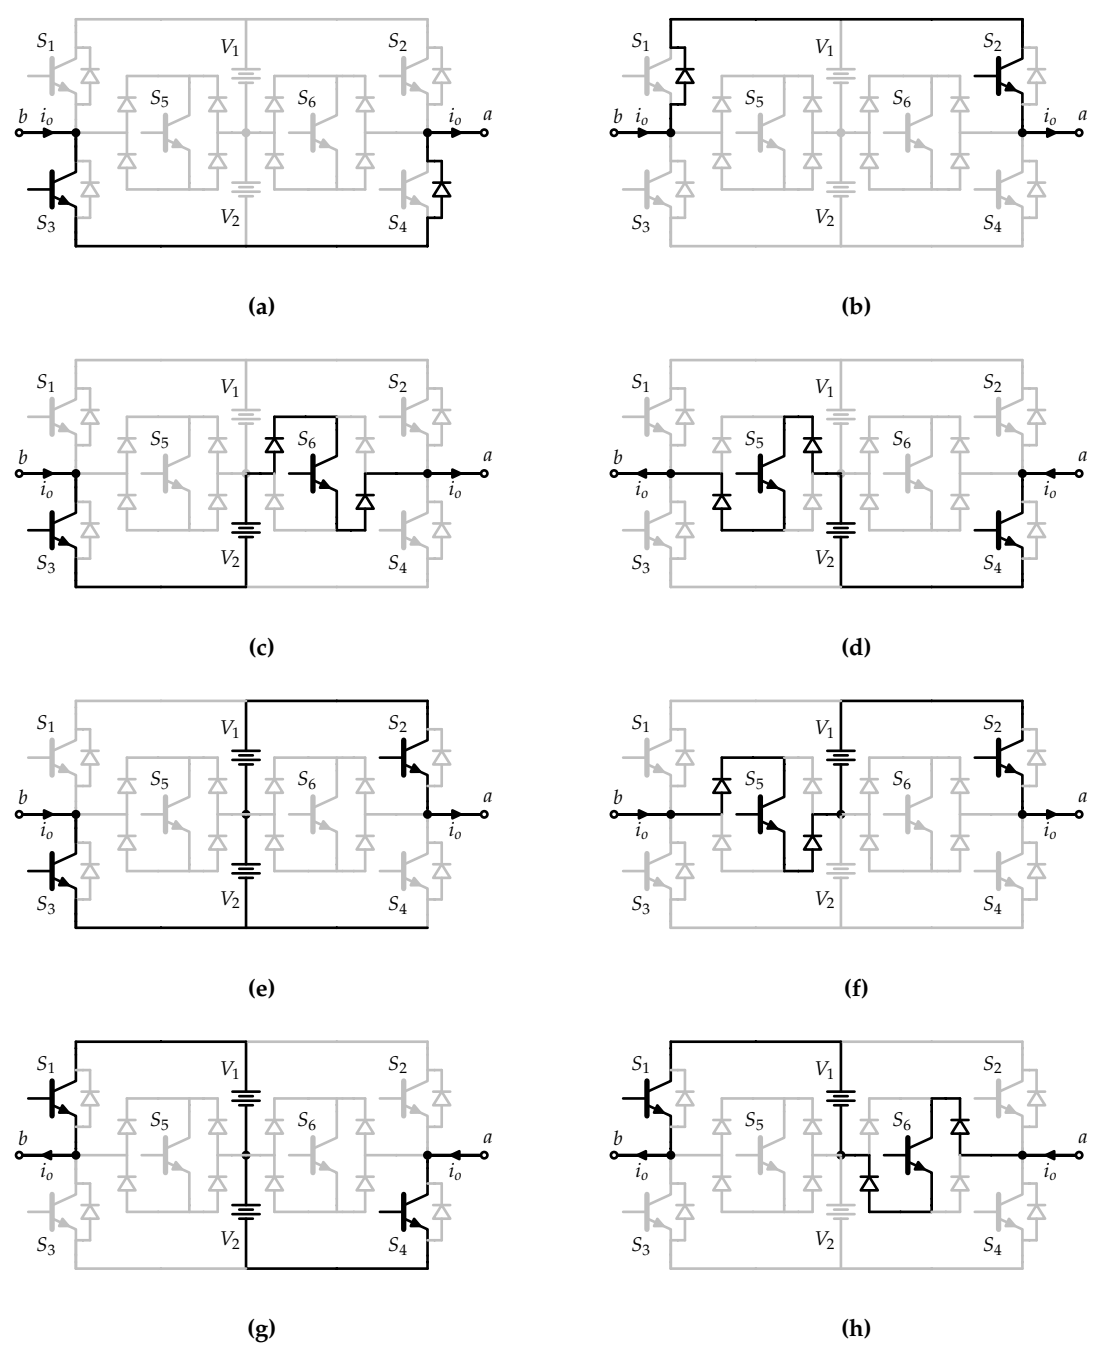 S1 V1 S2
S5 S6
b io io a
S3 V2 S4
(a)
S1 V1 S2
S5 S6
b io io a
S3 V2 S4
(b)
S1 V1 S2
b S5 S6 a
io io
S3 V2 S4
(c)
S1 V1 S2
b S5 S6 a
io io
S3 V2 S4
(d)
S1 V1 S2
b S5 S6 a
io io
S3 V2 S4
(e)
S1 V1 S2
b S5 S6 a
io io
S3 V2 S4
(f)
S1 V1 S2
b S5 S6 a
io io
S3 V2 S4
(g)
S1 V1 S2
b S5 S6 a
io io
S3 V2 S4
(h)